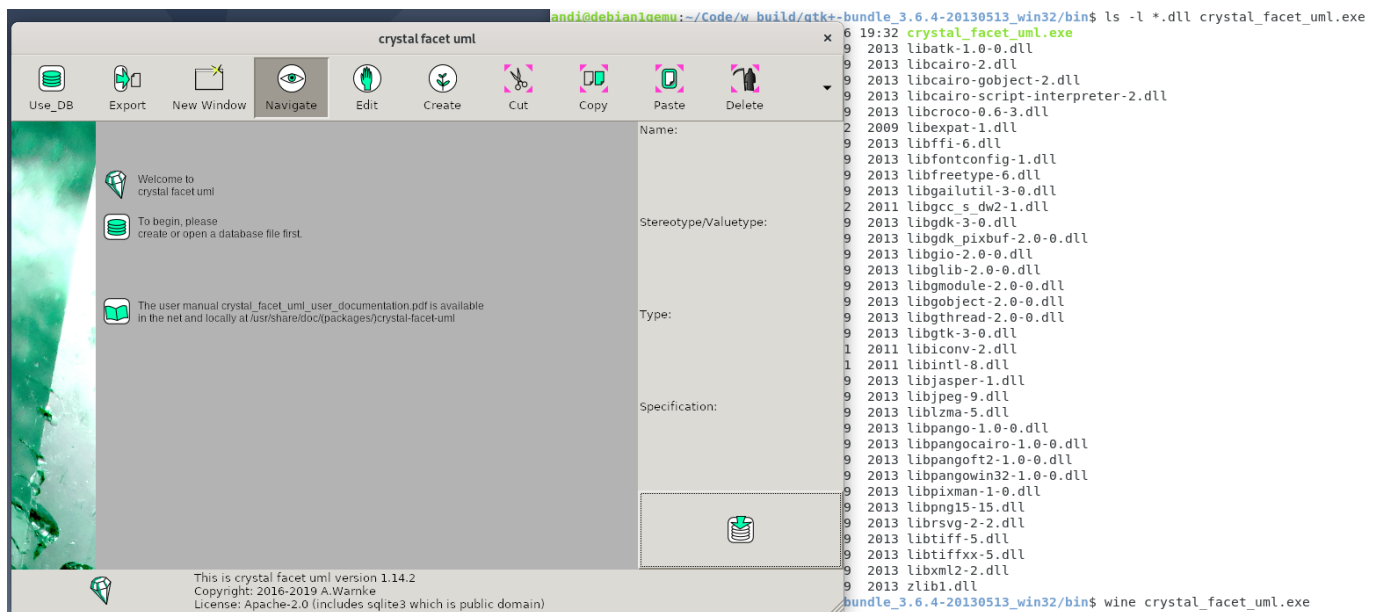 andi@debian1gemu:~/Code/w_build/gtk+-bundle_3.6.4-20130513_win32/bin$ ls -l *.dll crystal_facet_uml.exe
crystal facet uml
×
Use_DB
Export
New Window
Navigate
Edit
Create
Cut
Copy
Paste
Delete
Welcome to
crystal facet uml
To begin, please
create or open a database file first.
The user manual crystal_facet_uml_user_documentation.pdf is available
in the net and locally at /usr/share/doc/(packages/)crystal-facet-uml
Name:
Stereotype/Valuetype:
Type:
Specification:
This is crystal facet uml version 1.14.2
Copyright: 2016-2019 A.Warnke
License: Apache-2.0 (includes sqlite3 which is public domain)
6 19:32 crystal_facet_uml.exe
9 2013 libatk-1.0-0.dll
9 2013 libcairo-2.dll
9 2013 libcairo-gobject-2.dll
9 2013 libcairo-script-interpreter-2.dll
9 2013 libcroco-0.6-3.dll
2 2009 libexpat-1.dll
9 2013 libffi-6.dll
9 2013 libfontconfig-1.dll
9 2013 libfreetype-6.dll
9 2013 libgailutil-3-0.dll
2 2011 libgcc_s_dw2-1.dll
9 2013 libgdk-3-0.dll
9 2013 libgdk_pixbuf-2.0-0.dll
9 2013 libgio-2.0-0.dll
9 2013 libglib-2.0-0.dll
9 2013 libgmodule-2.0-0.dll
9 2013 libgobject-2.0-0.dll
9 2013 libgthread-2.0-0.dll
9 2013 libgtk-3-0.dll
1 2011 libiconv-2.dll
1 2011 libintl-8.dll
9 2013 libjasper-1.dll
9 2013 libjpeg-9.dll
9 2013 liblzma-5.dll
9 2013 libpango-1.0-0.dll
9 2013 libpangocairo-1.0-0.dll
9 2013 libpangoft2-1.0-0.dll
9 2013 libpangowin32-1.0-0.dll
9 2013 libpixman-1-0.dll
9 2013 libpng15-15.dll
9 2013 librsvg-2-2.dll
9 2013 libtiff-5.dll
9 2013 libtiffxx-5.dll
9 2013 libxml2-2.dll
9 2013 zlib1.dll
bundle_3.6.4-20130513_win32/bin$ wine crystal_facet_uml.exe